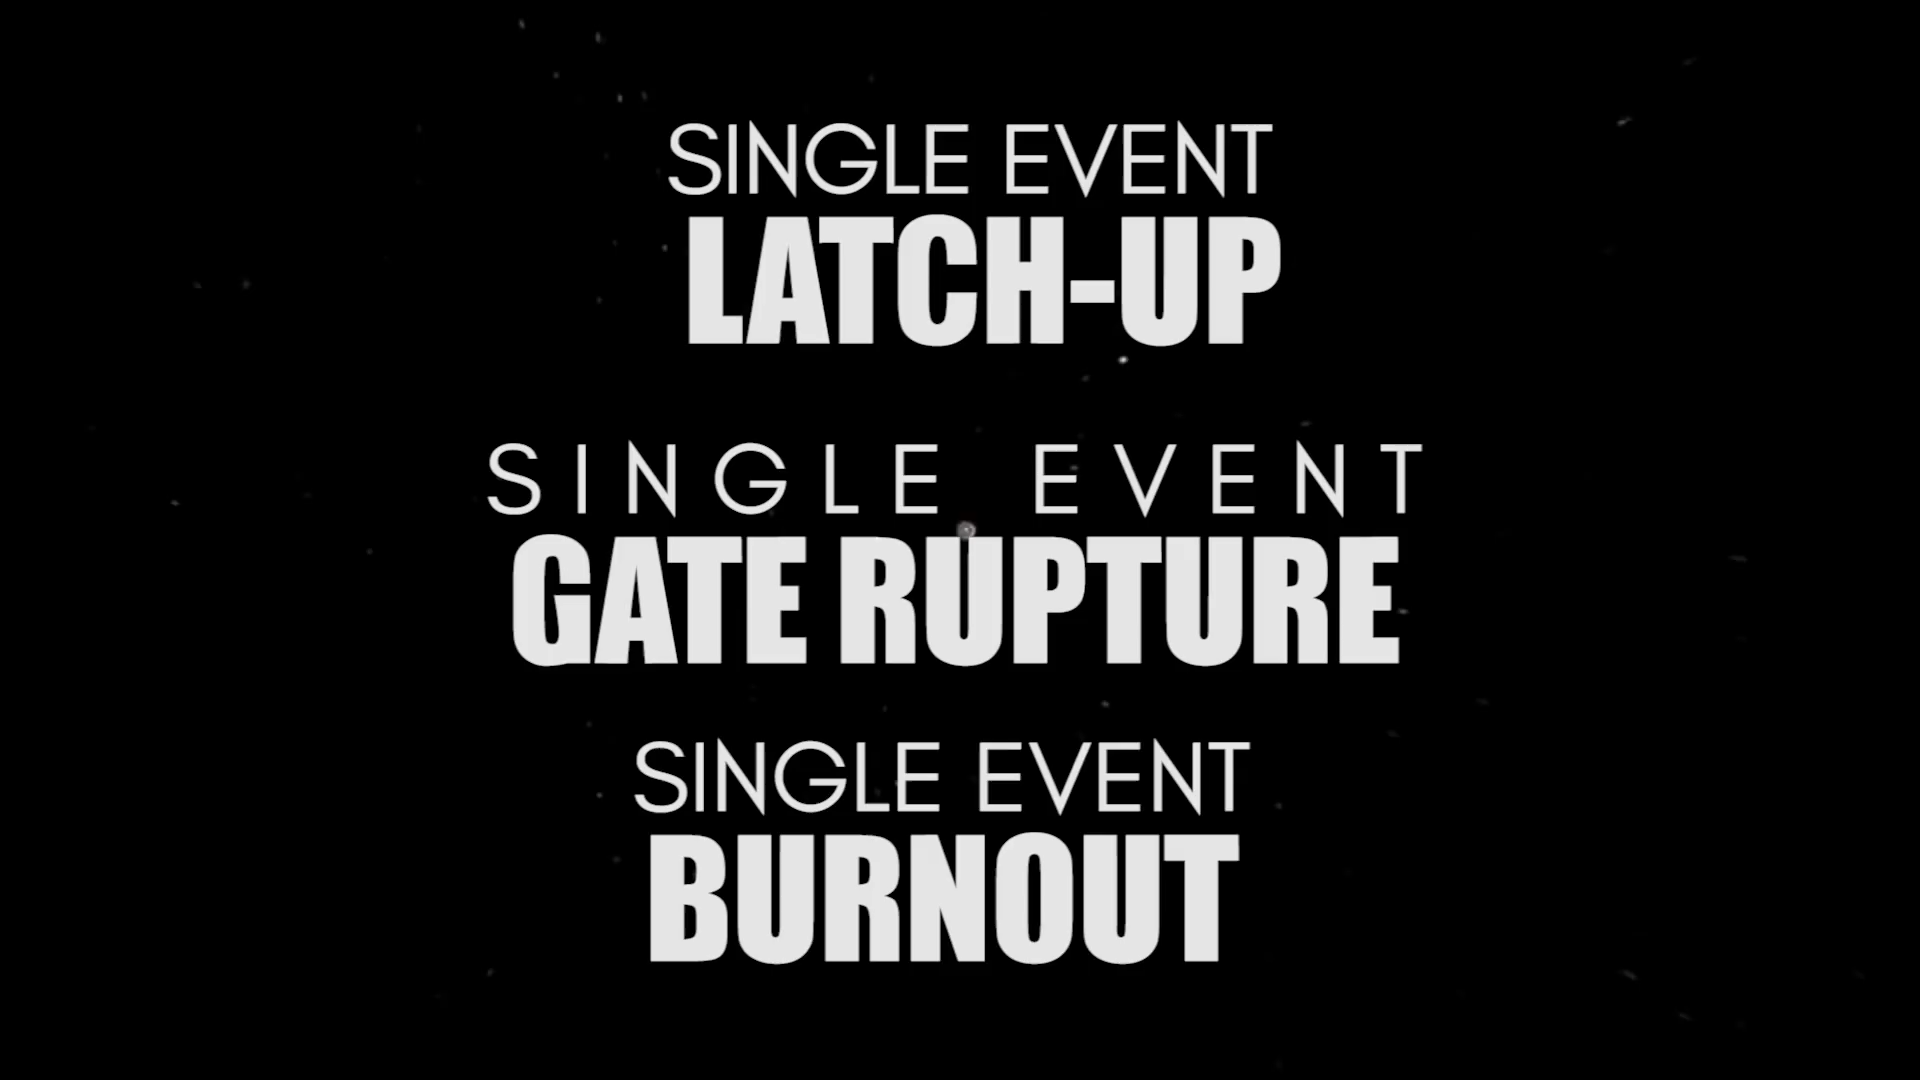 SINGLE EVENT
LATCH-UP
SINGLE EVENT
GATE RUPTURE
SINGLE EVENT
BURNOUT